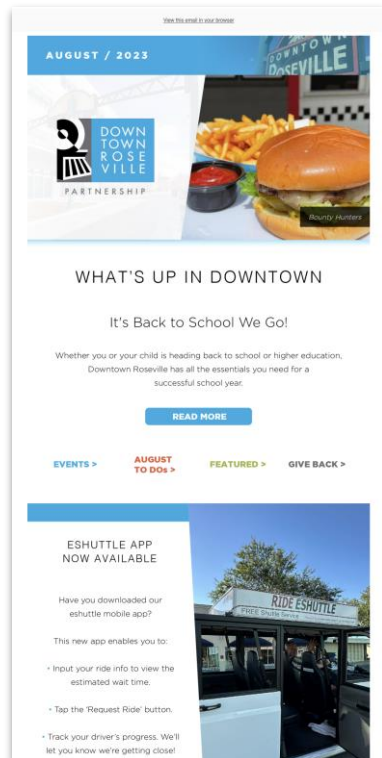 View this email in your browser
AUGUST / 2023
DOWNTOWN
ROSEVILLE
DOWN
TOWN
ROSE
VILLE
PARTNERSHIP
Bounty Hunters
WHAT'S UP IN DOWNTOWN
It's Back to School We Go!
Whether you or your child is heading back to school or higher education,
Downtown Roseville has all the essentials you need for a
successful school year.
READ MORE
EVENTS >
AUGUST
TO DOs >
FEATURED >
GIVE BACK >
ESHUTTLE APP
NOW AVAILABLE
Have you downloaded our
eshuttle mobile app?
This new app enables you to:
• Input your ride info to view the
estimated wait time.
• Tap the 'Request Ride' button.
• Track your driver's progress. We'll
let you know we're getting close!
RIDE ESHUTTLE
FREE Shuttle Service